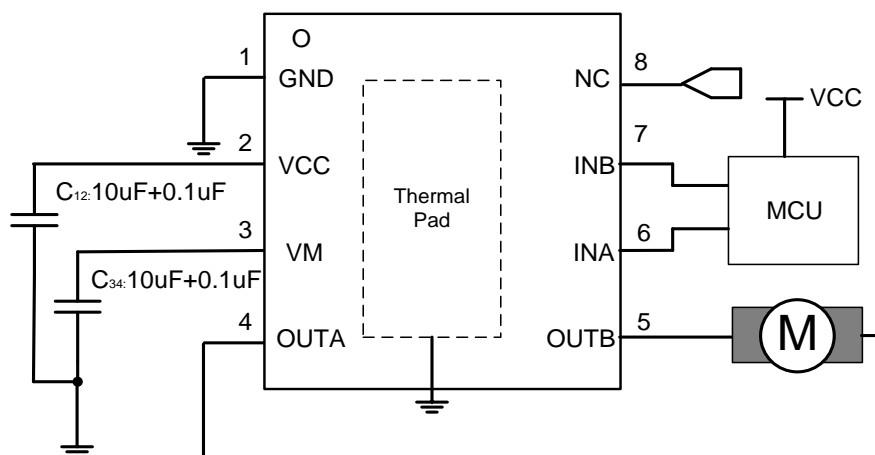 O
1
GND
2
VCC
C12:10uF+0.1uF
3
VM
C34:10uF+0.1uF
4
OUTA
Thermal
Pad
8
NC
7
INB
6
INA
5
OUTB
VCC
MCU
M